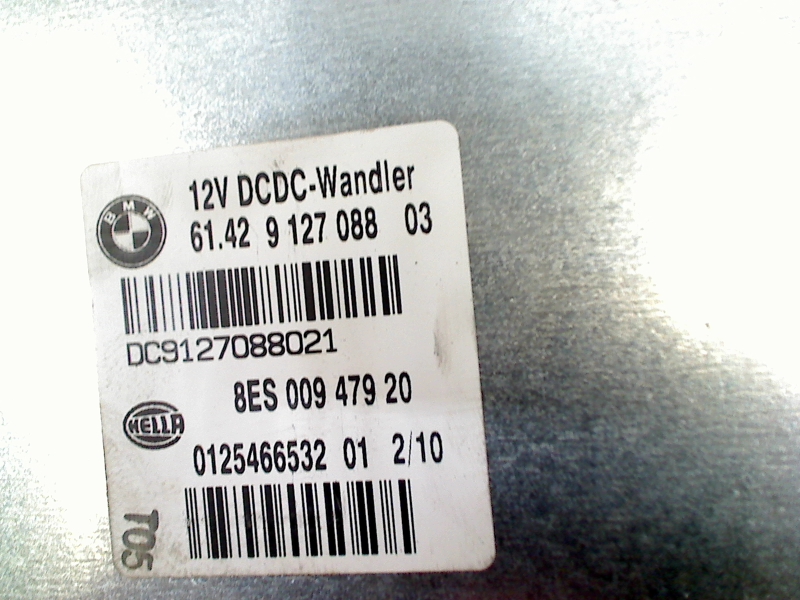 12V DCDC-Wandler
BMW
61.42 9 127 088 03
DC9127088021
8ES 009 479 20
HELLA
0125466532 01 2/10
T05